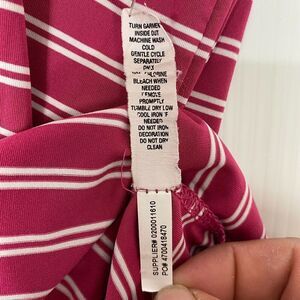 TURN GARMENT
INSIDE OUT
MACHINE WASH
COLD
GENTLE CYCLE
SEPARATELY
ONLY
CHLORINE
BLEACH WHEN
NEEDED
REMOVE
PROMPTLY
TUMBLE DRY LOW
COOL IRON IF
NEEDED
DO NOT IRON
DECORATION
DO NOT DRY
CLEAN
SUPPLIER# 0200011610
PO# 4700418470